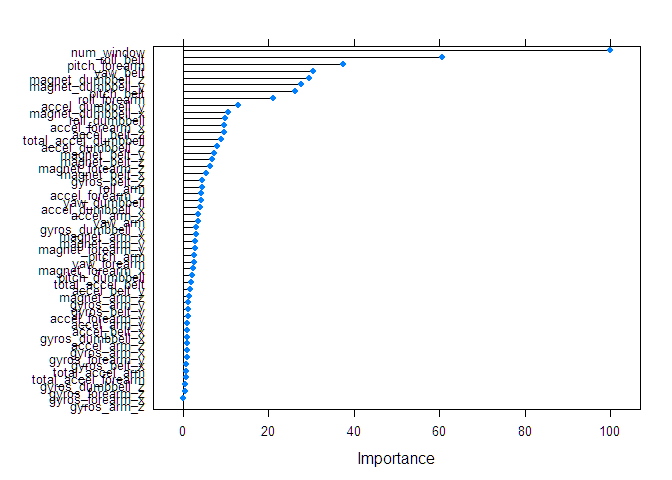 num_window
roll_belt
pitch_forearm
yaw_belt
magnet_dumbbell_z
magnet_dumbbell_y
pitch_belt
roll_forearm
accel_dumbbell_y
magnet_dumbbell_x
roll_dumbbell
accel_forearm_x
accel_belt_z
total_accel_dumbbell
accel_dumbbell_z
magnet_belt_y
magnet_belt_z
magnet_forearm_z
magnet_belt_x
gyros_belt_z
roll_arm
accel_forearm_z
yaw_dumbbell
accel_dumbbell_x
accel_arm_x
yaw_arm
gyros_dumbbell_y
magnet_arm_x
magnet_arm_y
magnet_forearm_y
pitch_arm
yaw_forearm
magnet_forearm_x
pitch_dumbbell
total_accel_belt
accel_belt_y
magnet_arm_z
gyros_arm_y
gyros_belt_y
accel_forearm_y
accel_arm_y
accel_belt_x
gyros_dumbbell_x
accel_arm_z
gyros_arm_x
gyros_forearm_y
gyros_belt_x
total_accel_arm
total_accel_forearm
gyros_dumbbell_z
gyros_forearm_z
gyros_forearm_x
gyros_arm_z
0 20 40 60 80 100
Importance